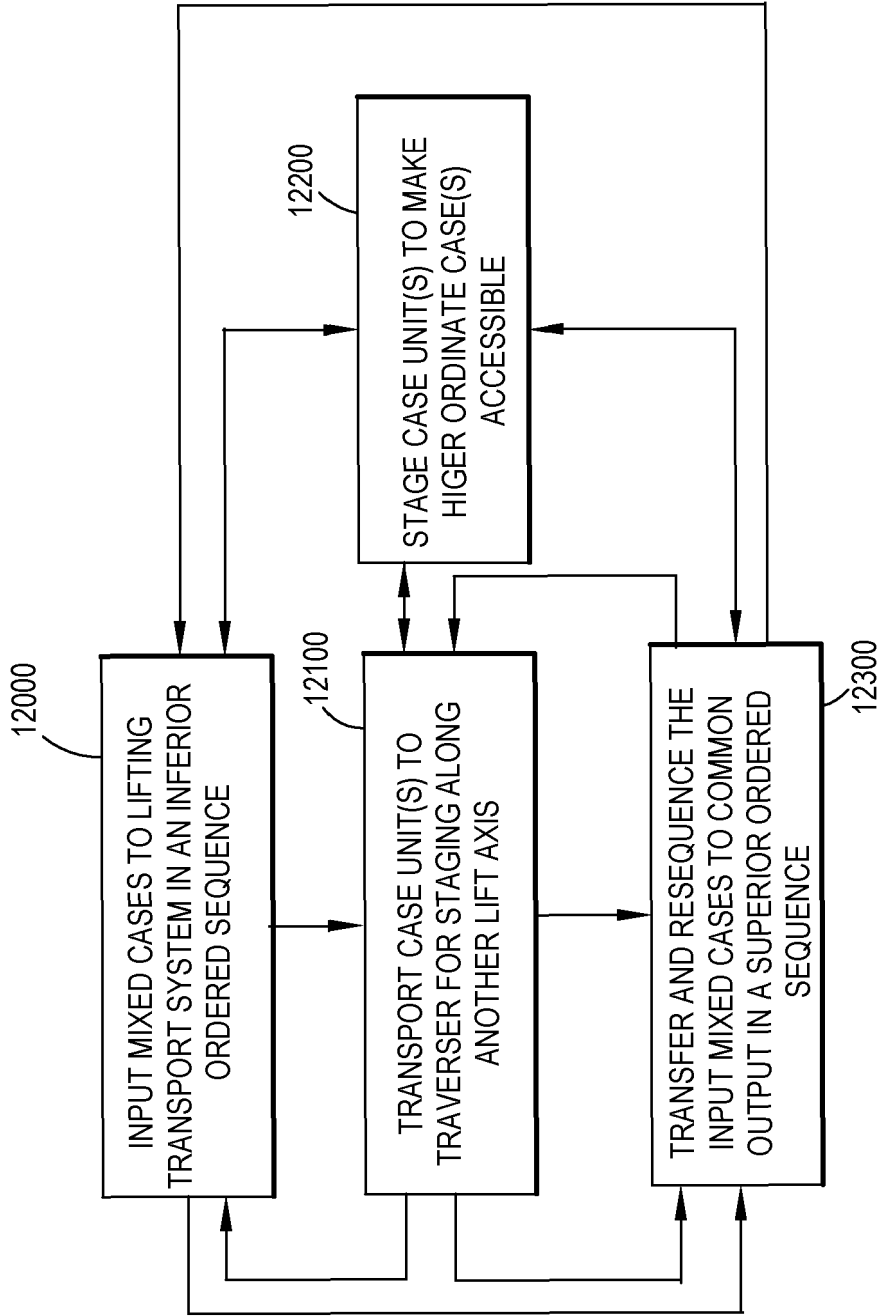 12000
INPUT MIXED CASES TO LIFTING
TRANSPORT SYSTEM IN AN INFERIOR
ORDERED SEQUENCE
12100
TRANSPORT CASE UNIT(S) TO
TRAVERSER FOR STAGING ALONG
ANOTHER LIFT AXIS
12200
STAGE CASE UNIT(S) TO MAKE
HIGER ORDINATE CASE(S)
ACCESSIBLE
TRANSFER AND RESEQUENCE THE
INPUT MIXED CASES TO COMMON
OUTPUT IN A SUPERIOR ORDERED
SEQUENCE
12300